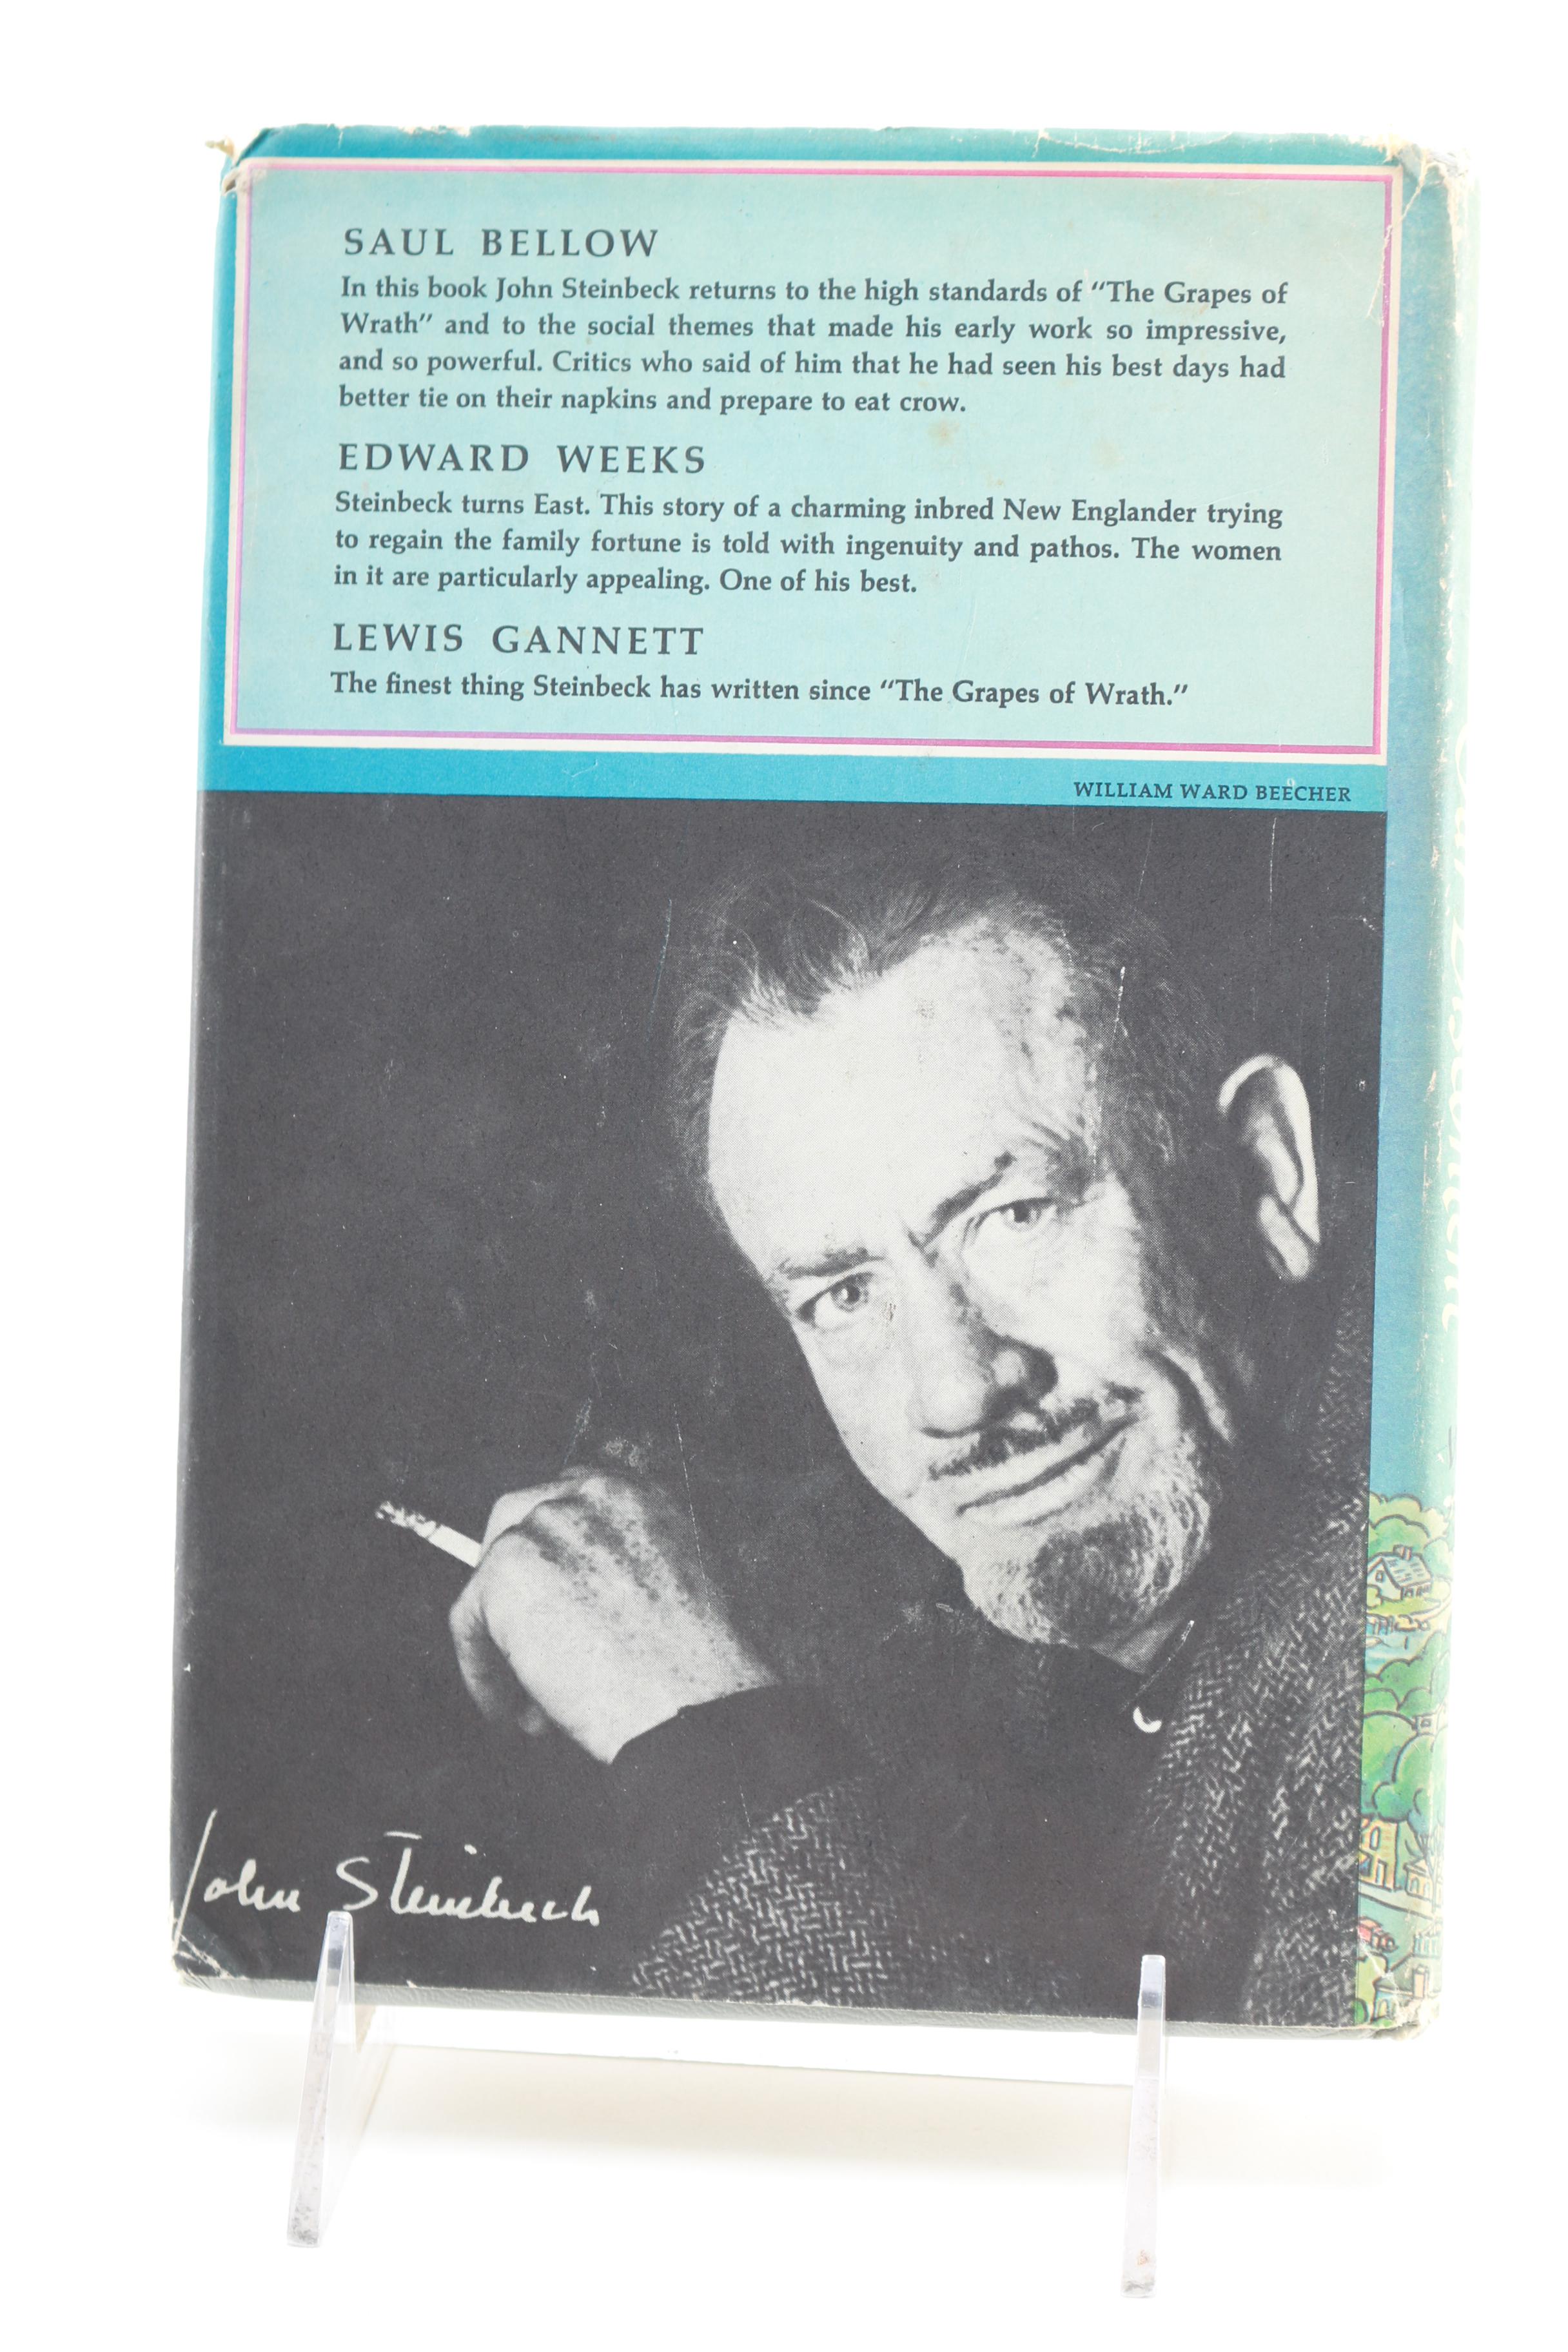 SAUL BELLOW
In this book John Steinbeck returns to the high standards of "The Grapes of
Wrath" and to the social themes that made his early work so impressive,
and so powerful. Critics who said of him that he had seen his best days had
better tie on their napkins and prepare to eat crow.
EDWARD WEEKS
Steinbeck turns East. This story of a charming inbred New Englander trying
to regain the family fortune is told with ingenuity and pathos. The women
in it are particularly appealing. One of his best.
LEWIS GANNETT
The finest thing Steinbeck has written since "The Grapes of Wrath."
WILLIAM WARD BEECHER
John Steinbeck